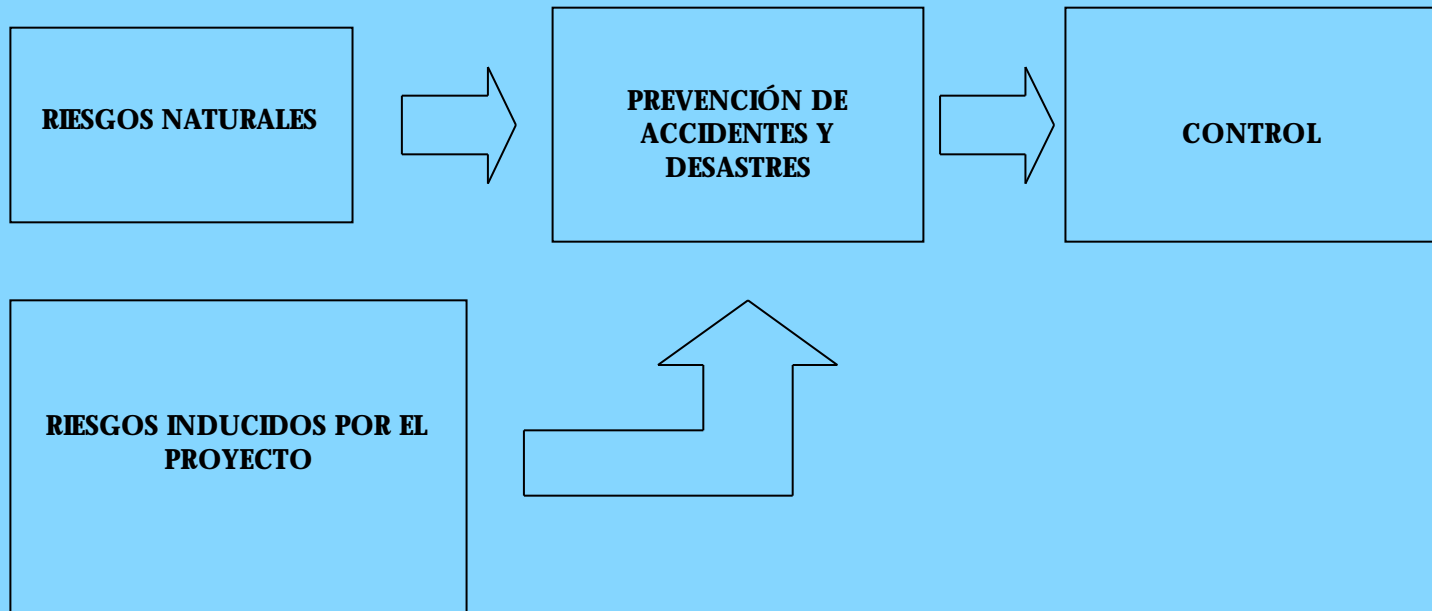 RIESGOS NATURALES
PREVENCIÓN DE
ACCIDENTES Y
DESASTRES
CONTROL
RIESGOS INDUCIDOS POR EL
PROYECTO